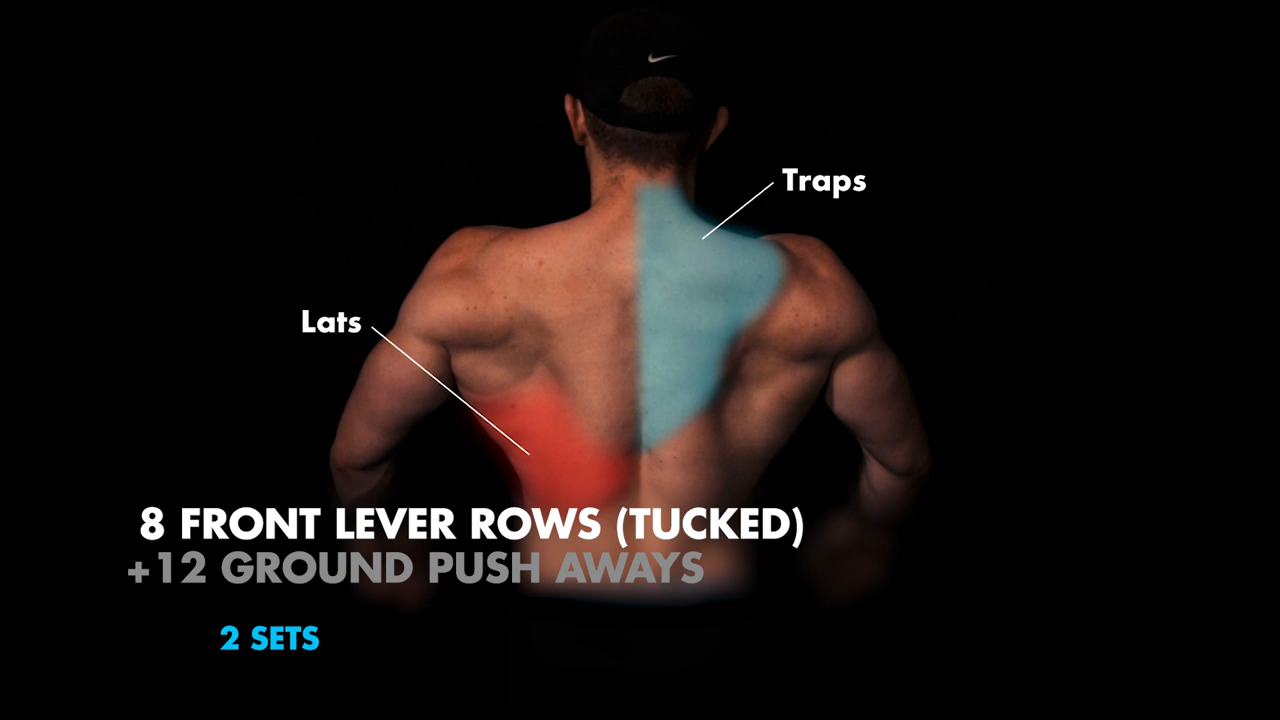 Traps
Lats
8 FRONT LEVER ROWS (TUCKED)
+12 GROUND PUSH AWAYS
2 SETS